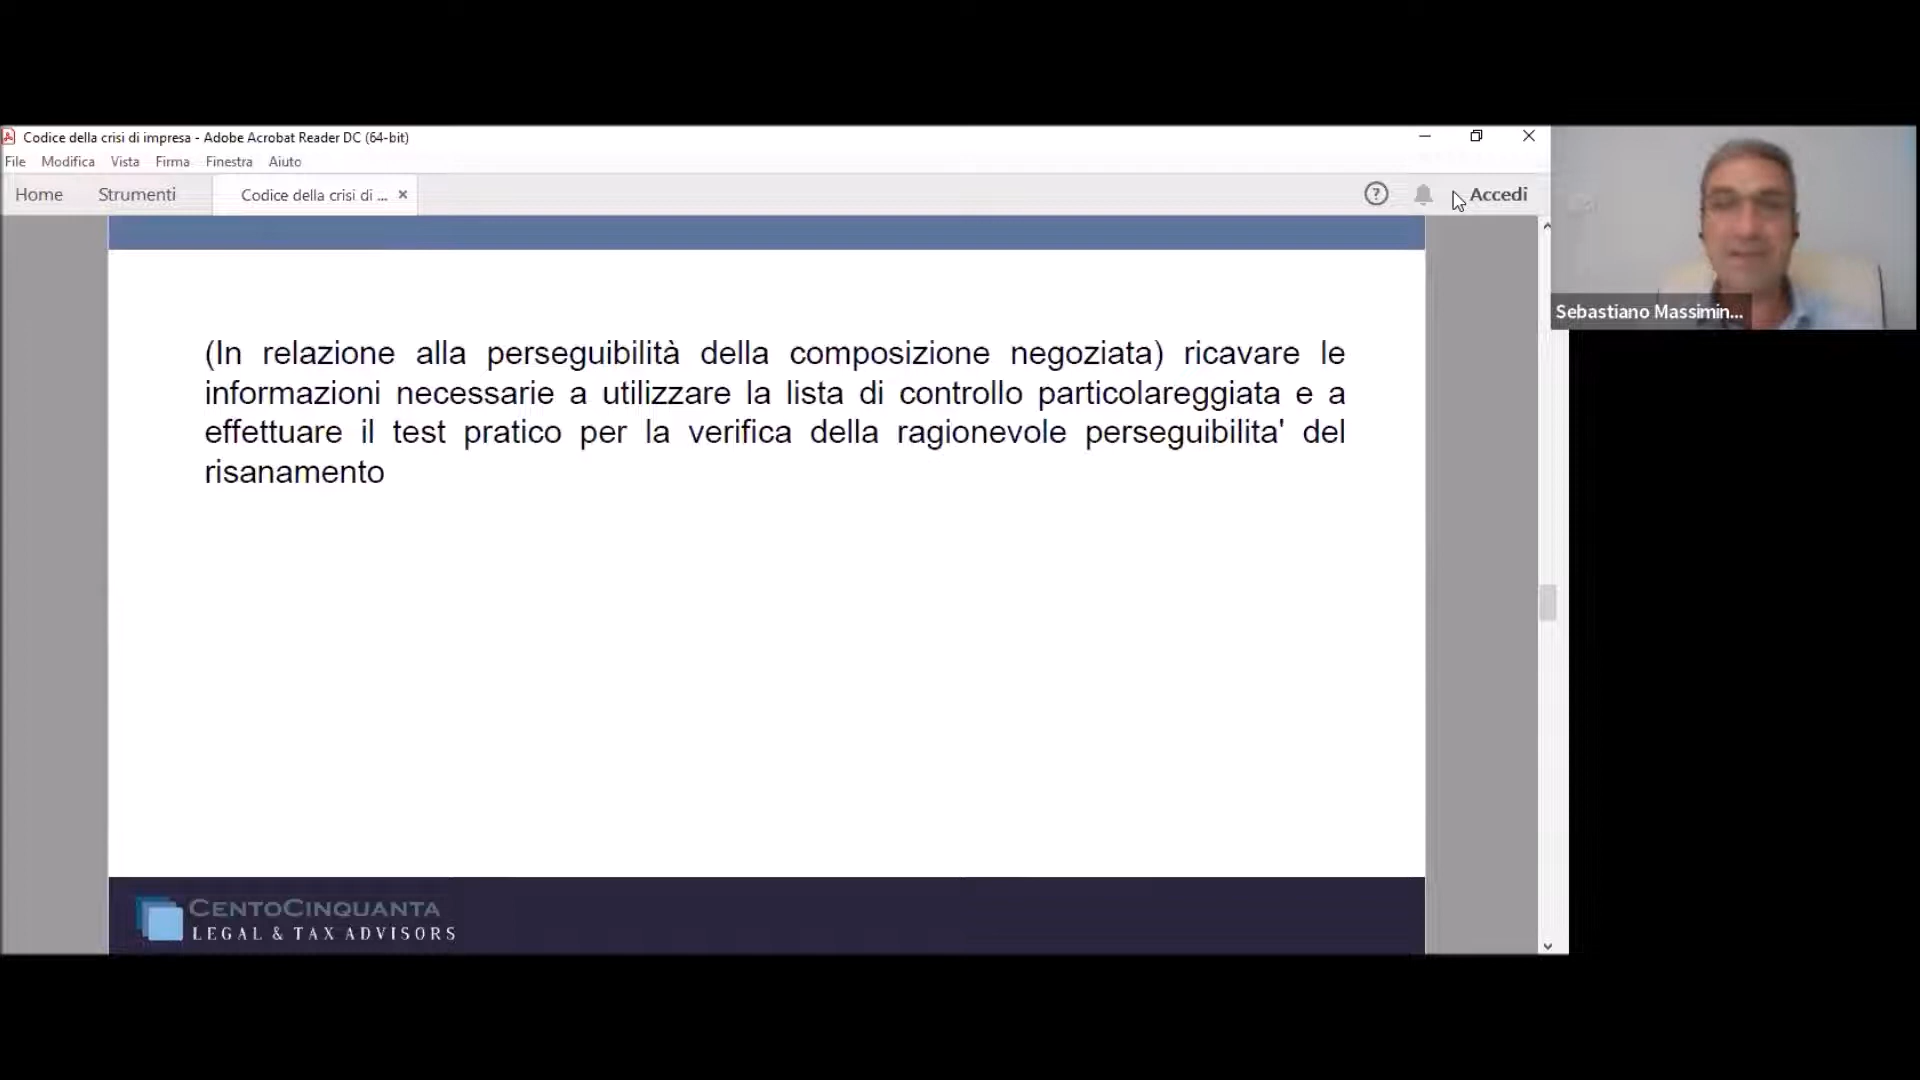 Codice della crisi di impresa - Adobe Acrobat Reader DC (64-bit)
File Modifica Vista Firma Finestra Aiuto
Home Strumenti Codice della crisi di ... Accedi
Sebastiano Massimin...
(In relazione alla perseguibilità della composizione negoziata) ricavare le
informazioni necessarie a utilizzare la lista di controllo particolareggiata e a
effettuare il test pratico per la verifica della ragionevole perseguibilita' del
risanamento
CENTOCINQUANTA
LEGAL & TAX ADVISORS